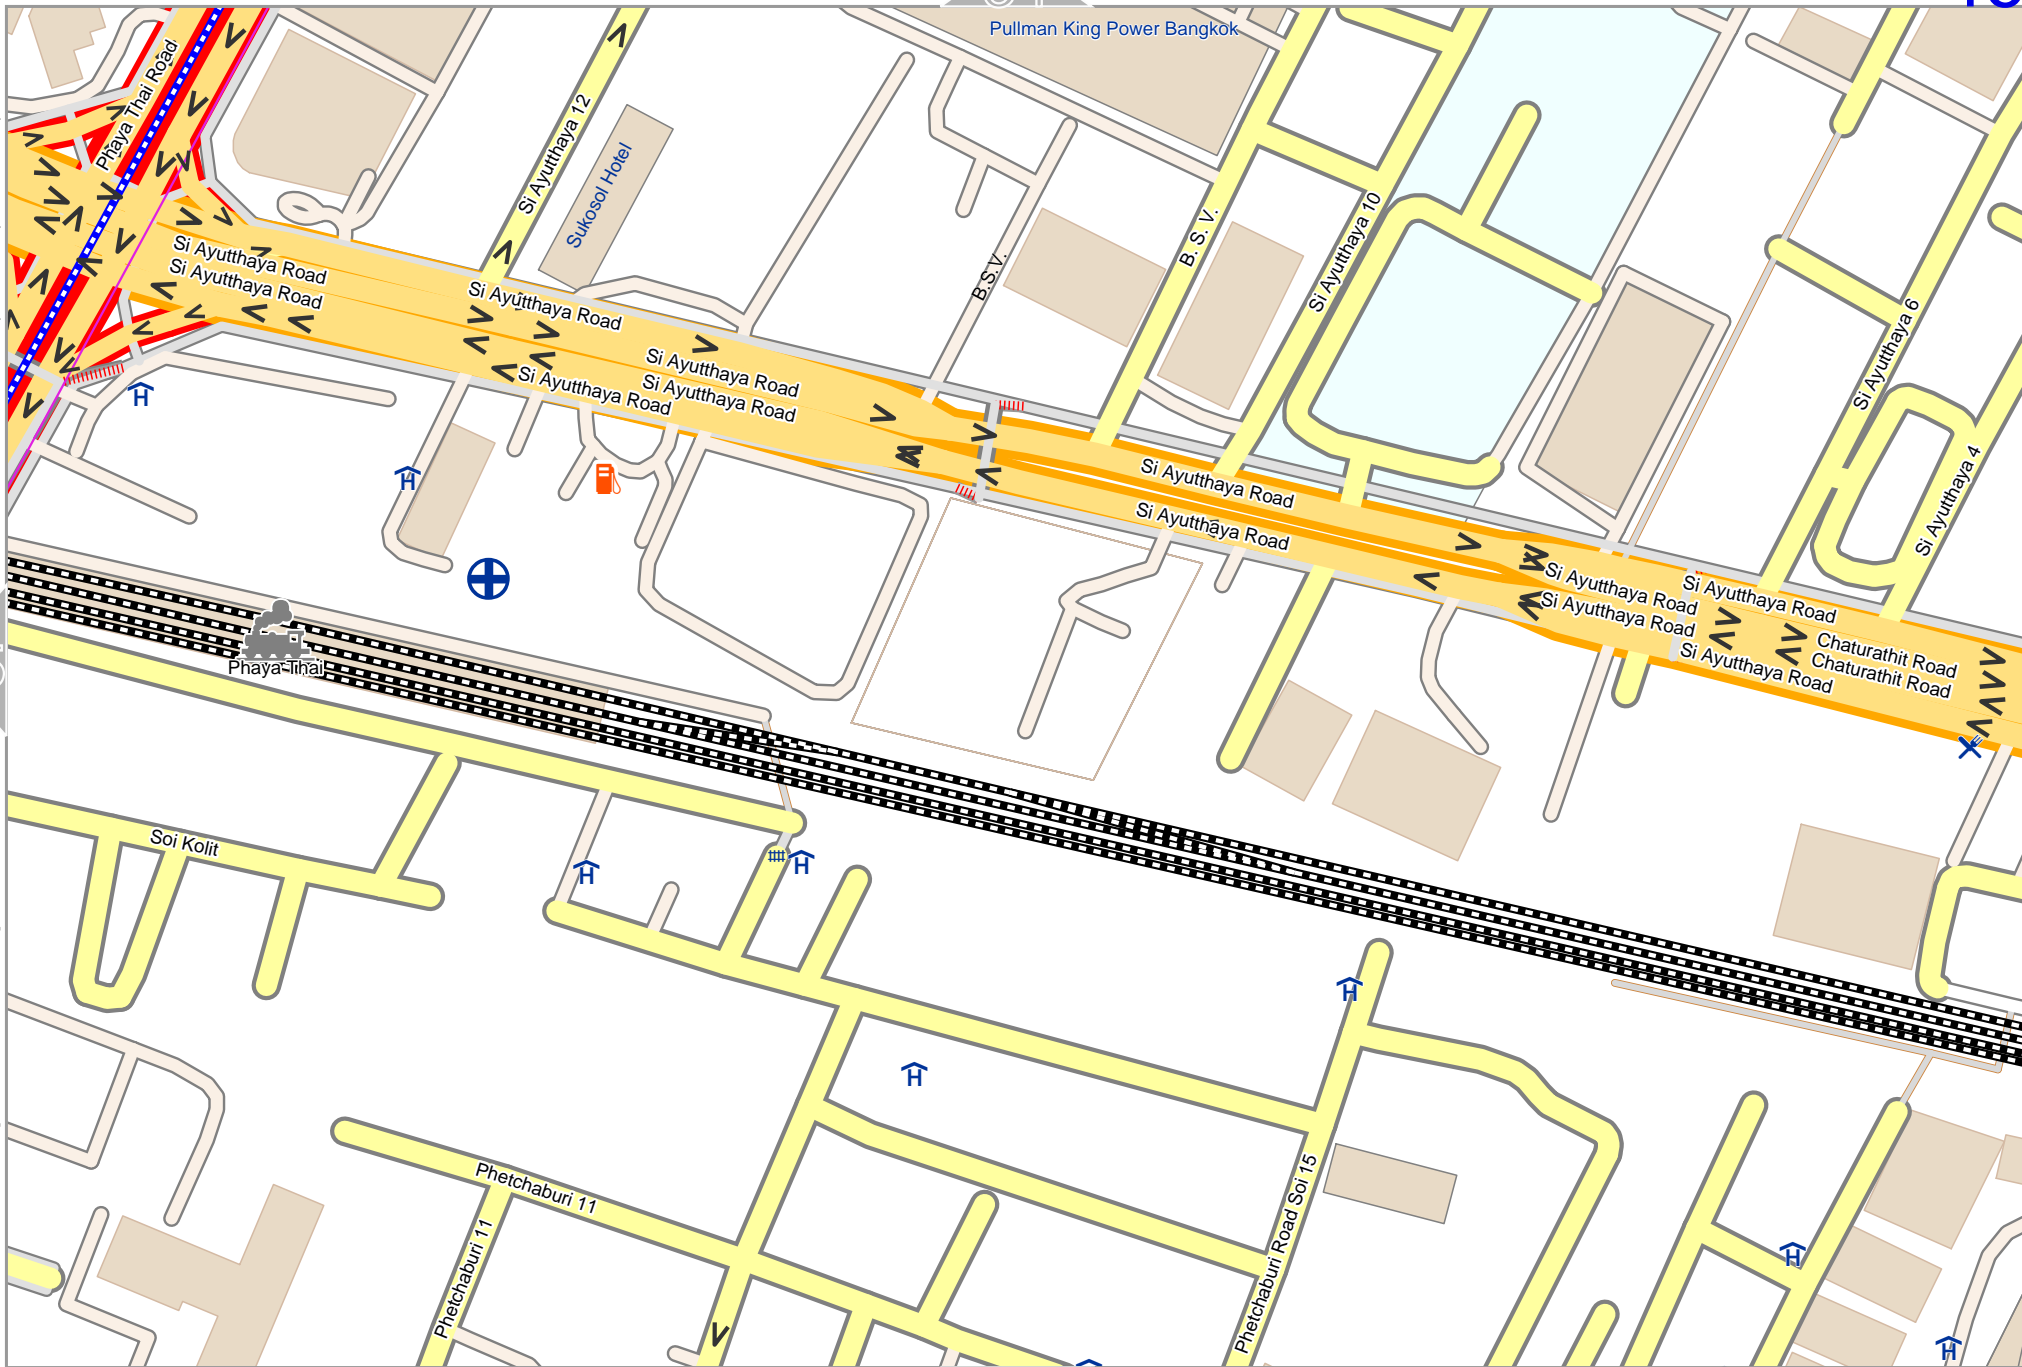 Pullman King Power Bangkok
Phaya Thai Road
Si Ayutthaya 12
Sukosol Hotel
B. S. V.
B.S.V.
Si Ayutthaya 10
Si Ayutthaya 6
Si Ayutthaya 4
Si Ayutthaya Road
Si Ayutthaya Road
Si Ayutthaya Road
Si Ayutthaya Road
Si Ayutthaya Road
Si Ayutthaya Road
Si Ayutthaya Road
Si Ayutthaya Road
Si Ayutthaya Road
Si Ayutthaya Road
Si Ayutthaya Road
Si Ayutthaya Road
Chaturathit Road
Chaturathit Road
Phaya Thai
Soi Kolit
H
H
H
H
H
H
H
H
Phetchaburi 11
Phetchaburi 11
Phetchaburi Road Soi 15